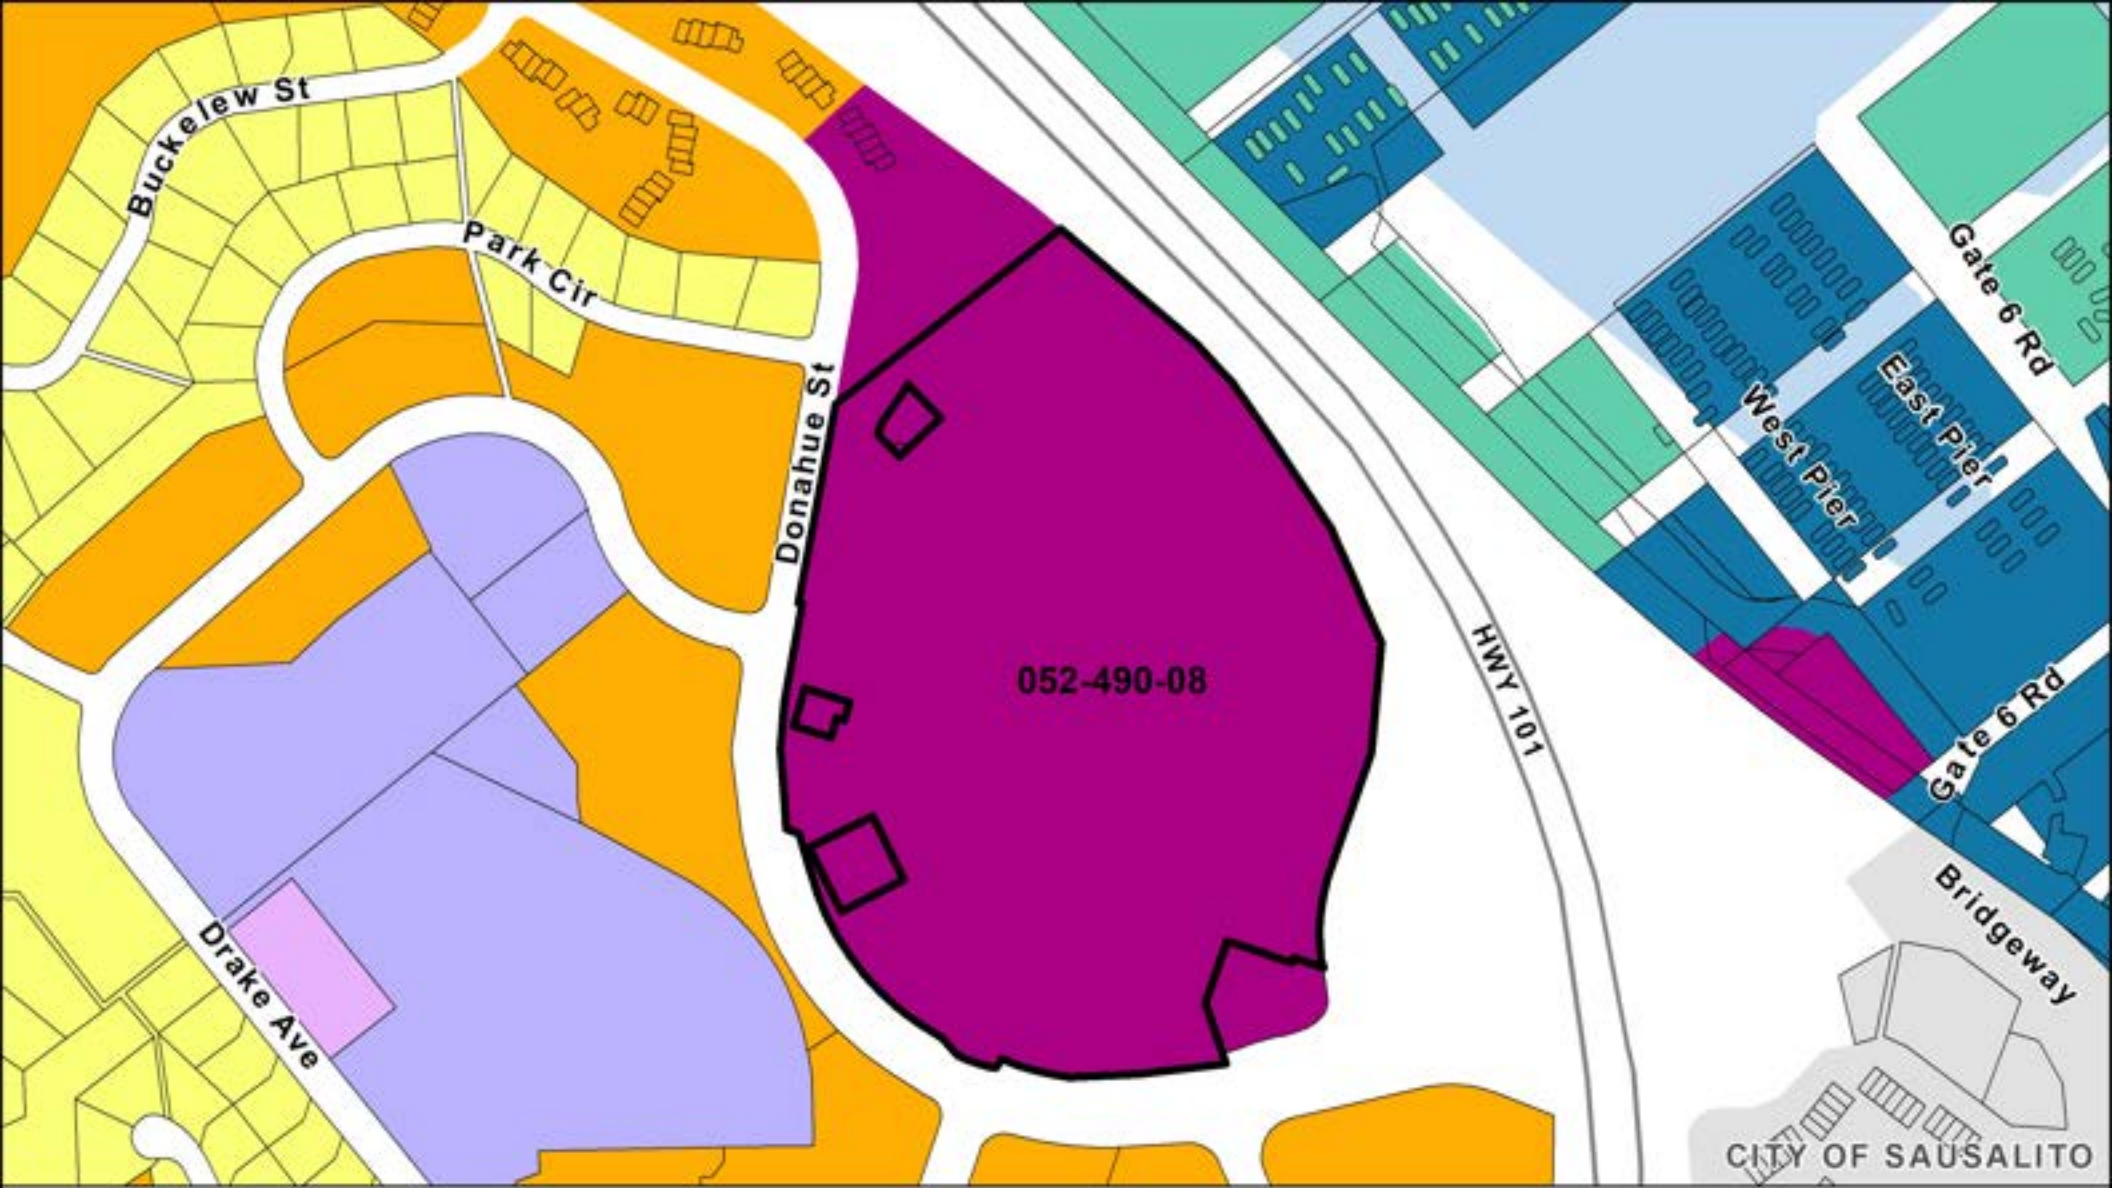 Buckelew St
Park Cir
Donahue St
Gate 6 Rd
East Pier
West Pier
052-490-08
HWY 101
Gate 6 Rd
Bridgeway
Drake Ave
CITY OF SAUSALITO